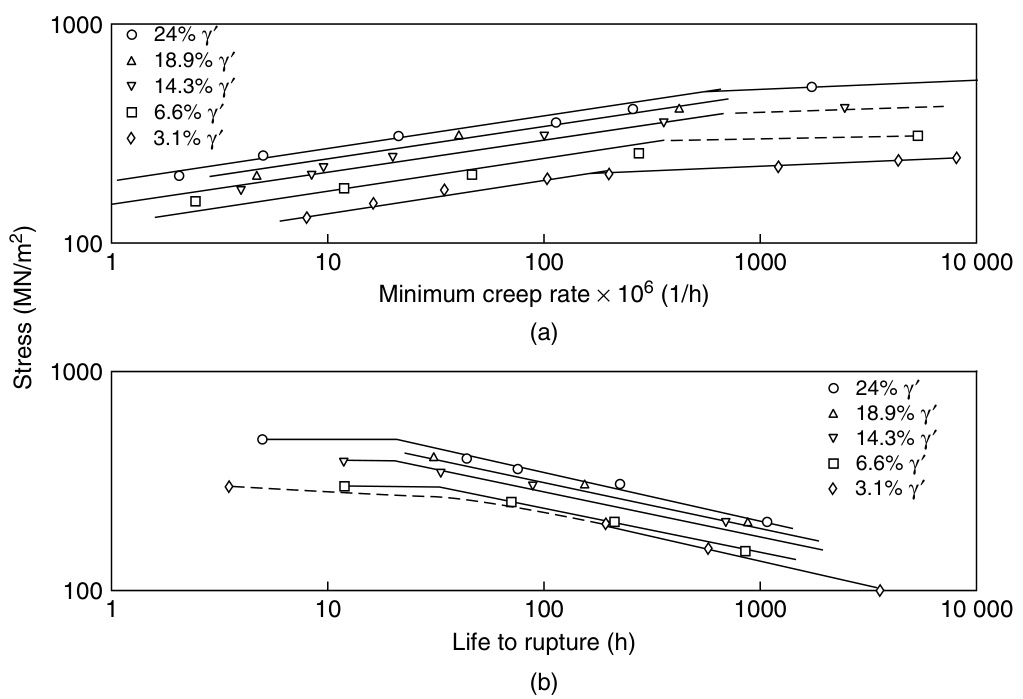 Stress (MN/m²)
1000
24% γ′
18.9% γ′
14.3% γ′
6.6% γ′
3.1% γ′
100
1 10 100 1000 10 000
Minimum creep rate × 10⁶ (1/h)
(a)
1000
24% γ′
18.9% γ′
14.3% γ′
6.6% γ′
3.1% γ′
100
1 10 100 1000 10 000
Life to rupture (h)
(b)